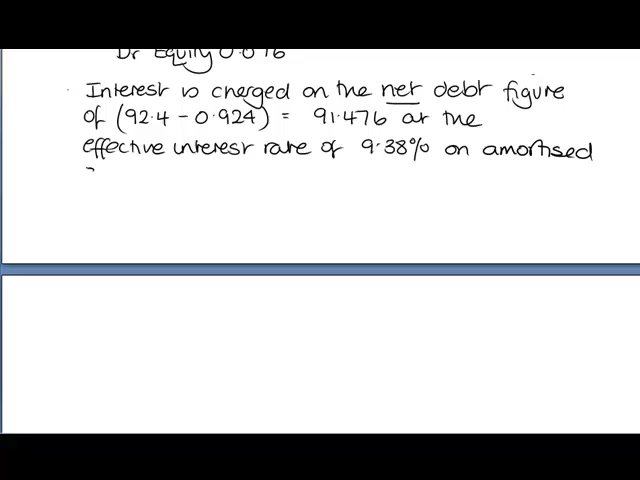 Dr Equity 0.076
Interest is charged on the net debt figure
of (92.4 - 0.924) = 91.476 at the
effective interest rate of 9.38% on amortised